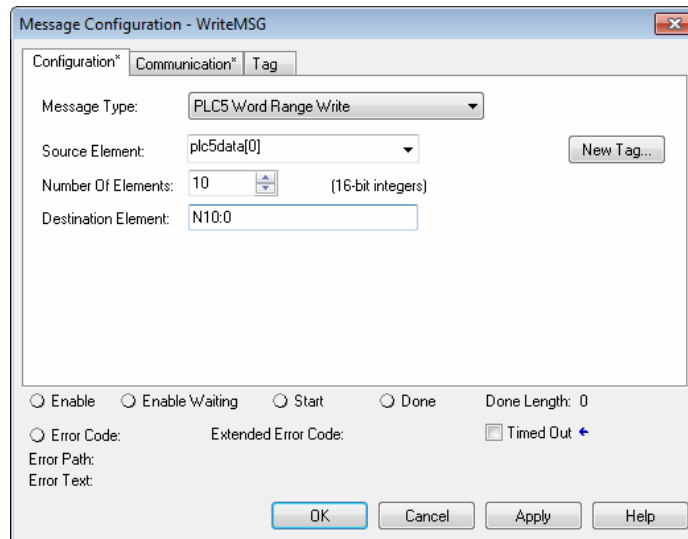 Message Configuration - WriteMSG
Configuration* Communication* Tag
Message Type: PLC5 Word Range Write
Source Element: plc5data[0] New Tag...
Number Of Elements: 10 (16-bit integers)
Destination Element: N10:0
Enable Enable Waiting Start Done Done Length: 0
Error Code: Extended Error Code: Timed Out
Error Path:
Error Text:
OK Cancel Apply Help